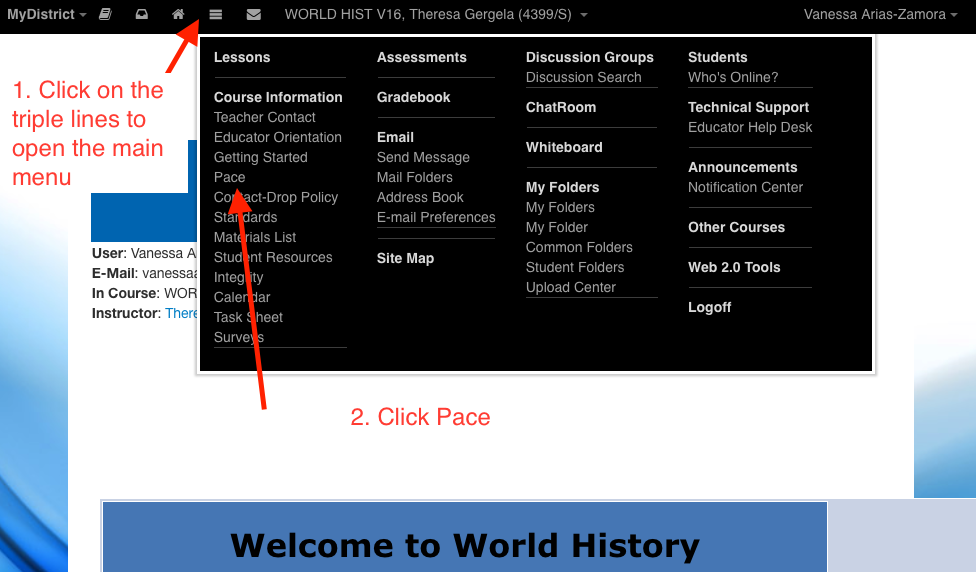 MyDistrict
WORLD HIST V16, Theresa Gergela (4399/S)
Vanessa Arias-Zamora
1. Click on the
triple lines to
open the main
menu
Lessons
Course Information
Teacher Contact
Educator Orientation
Getting Started
Pace
Contact-Drop Policy
Standards
Materials List
Student Resources
Integrity
Calendar
Task Sheet
Surveys
Assessments
Gradebook
Email
Send Message
Mail Folders
Address Book
E-mail Preferences
Site Map
Discussion Groups
Discussion Search
ChatRoom
Whiteboard
My Folders
My Folders
My Folder
Common Folders
Student Folders
Upload Center
Students
Who's Online?
Technical Support
Educator Help Desk
Announcements
Notification Center
Other Courses
Web 2.0 Tools
Logoff
User: Vanessa A
E-Mail: vanessa
In Course: WOR
Instructor: There
2. Click Pace
Welcome to World History